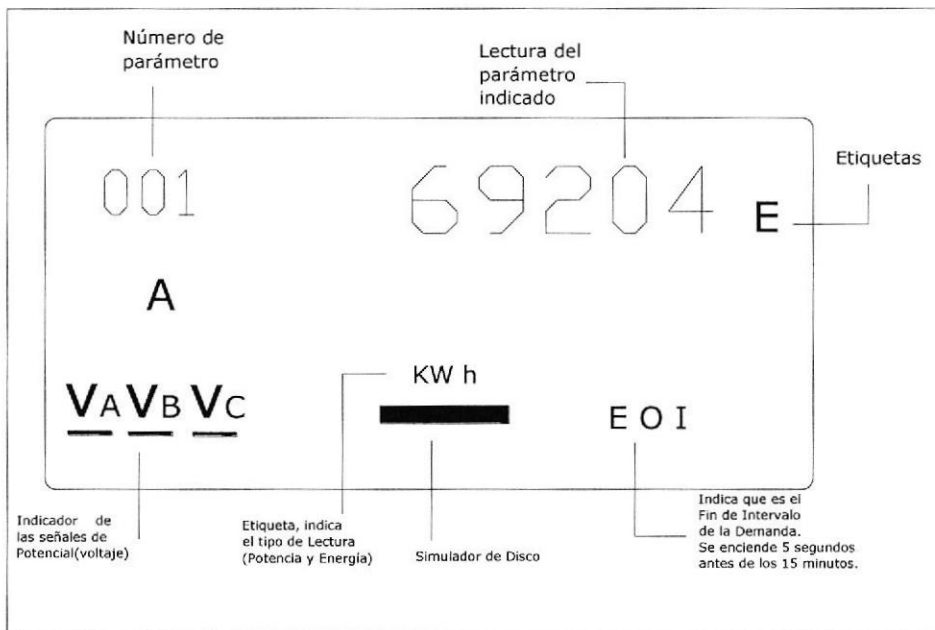 Número de
parámetro
Lectura del
parámetro
indicado
Etiquetas
001
69204
E
A
KW h
VA VB VC
E O I
Indicador de
las señales de
Potencial(voltaje)
Etiqueta, indica
el tipo de Lectura
(Potencia y Energía)
Simulador de Disco
Indica que es el
Fin de Intervalo
de la Demanda.
Se enciende 5 segundos
antes de los 15 minutos.